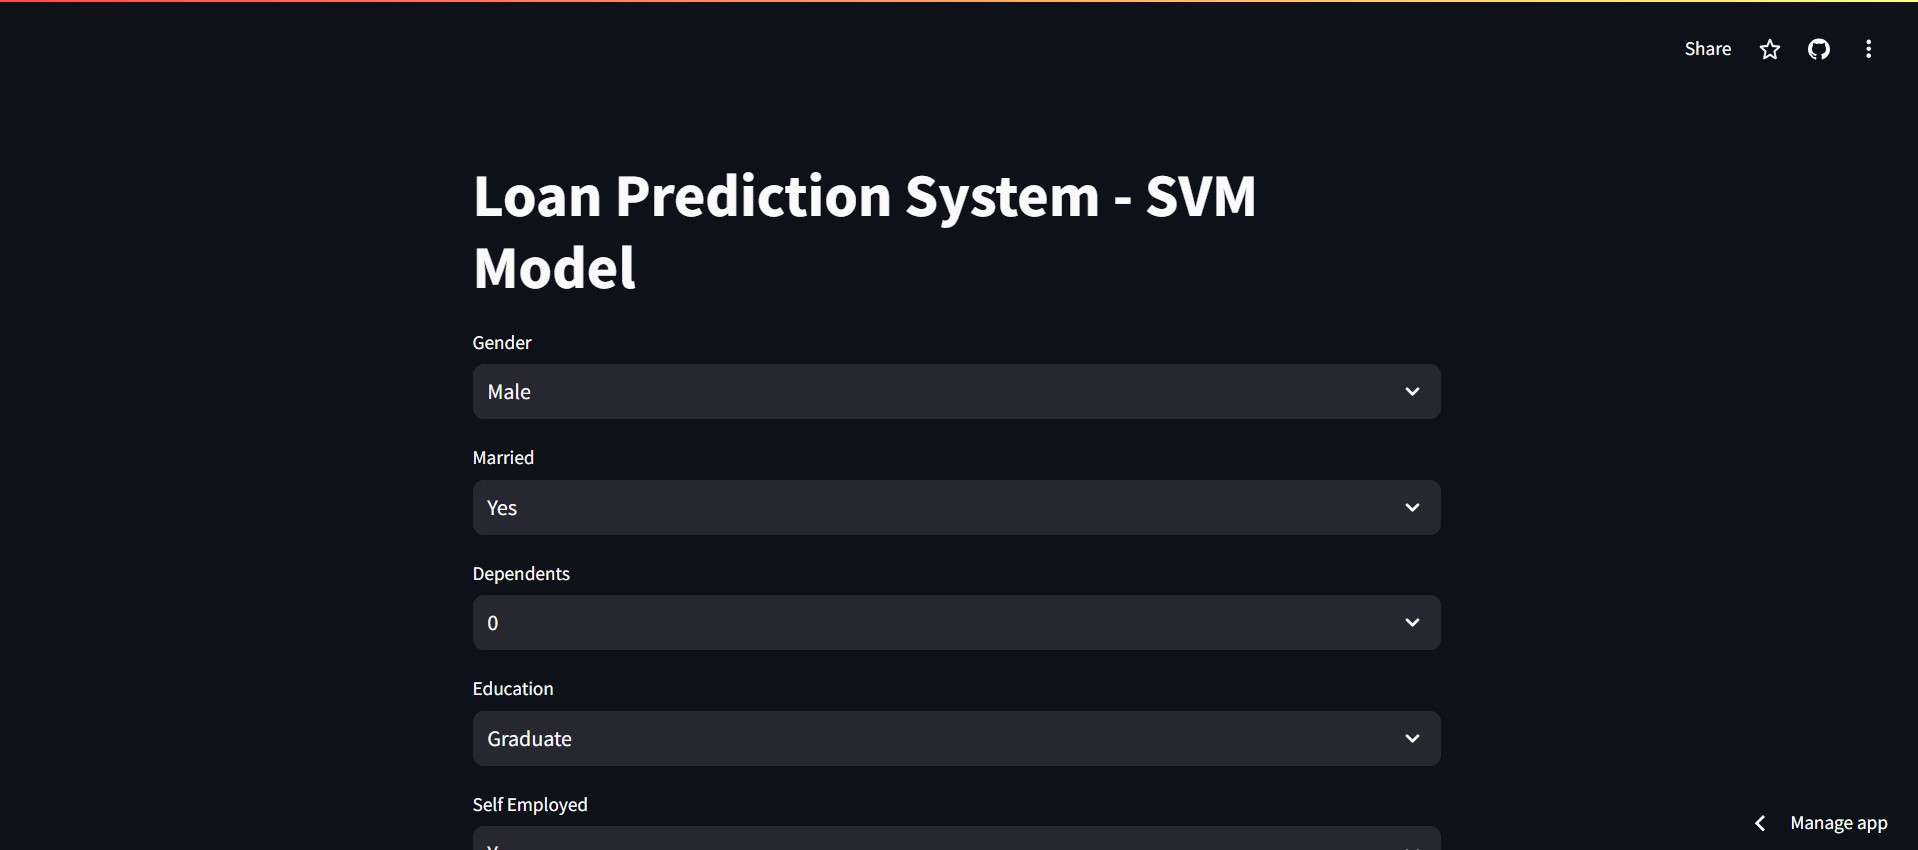 Share
Loan Prediction System - SVM
Model
Gender
Male
Married
Yes
Dependents
0
Education
Graduate
Self Employed
Manage app